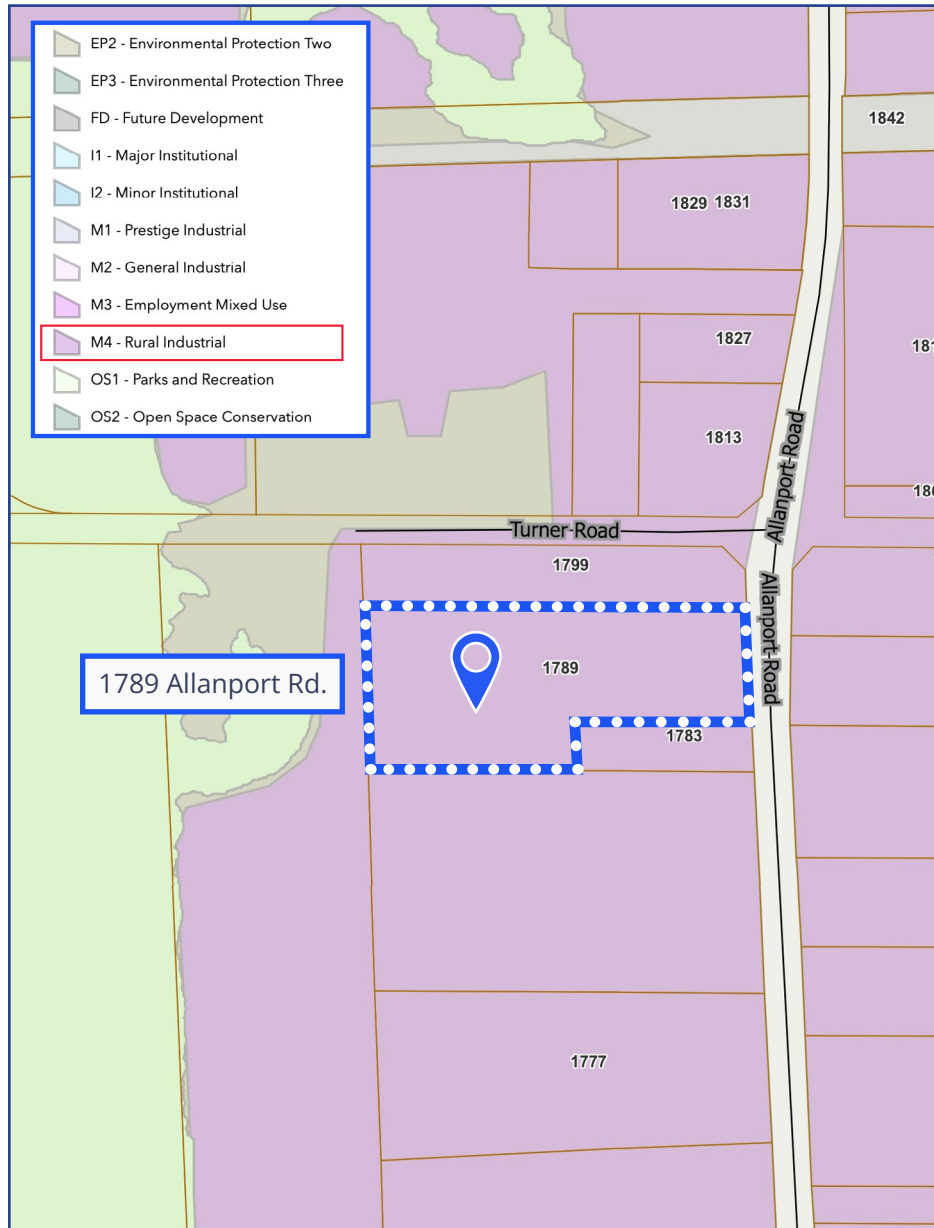 EP2 - Environmental Protection Two
EP3 - Environmental Protection Three
FD - Future Development
I1 - Major Institutional
I2 - Minor Institutional
M1 - Prestige Industrial
M2 - General Industrial
M3 - Employment Mixed Use
M4 - Rural Industrial
OS1 - Parks and Recreation
OS2 - Open Space Conservation
1842
1829 1831
1827
1813
Allanport Road
Turner Road
1799
Allanport Road
1789
1789 Allanport Rd.
1783
1777